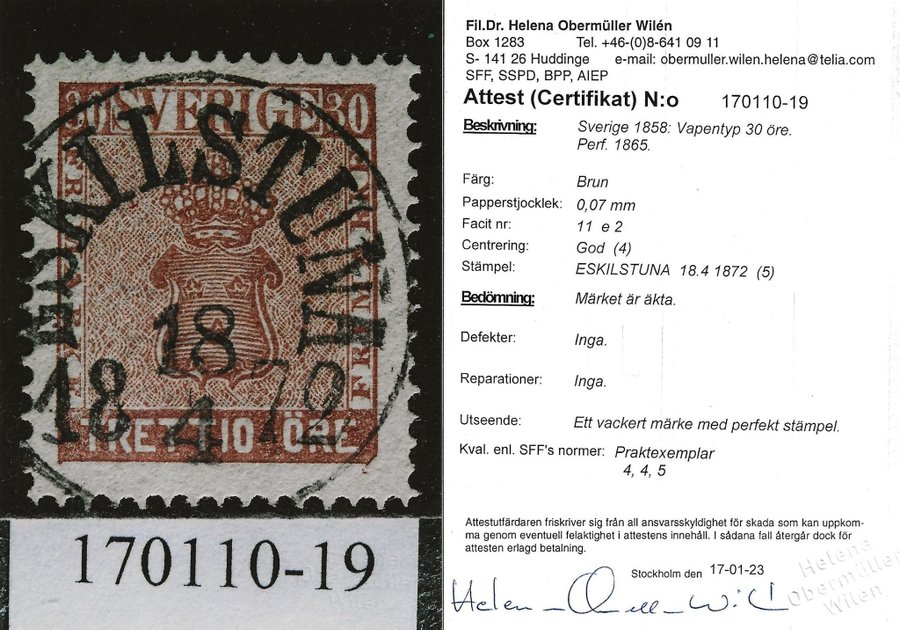 30 SVERIGE 30
ESKILSTUNA
FRIMÄRKE
FRIMÄRKE
18
18 72
4
TRETTIO ÖRE
170110-19
Fil.Dr. Helena Obermüller Wilén
Box 1283 Tel. +46-(0)8-641 09 11
S- 141 26 Huddinge e-mail: obermuller.wilen.helena@telia.com
SFF, SSPD, BPP, AIEP
Attest (Certifikat) N:o 170110-19
Beskrivning: Sverige 1858: Vapentyp 30 öre.
Perf. 1865.
Färg: Brun
Papperstjocklek: 0,07 mm
Facit nr: 11 e 2
Centrering: God (4)
Stämpel: ESKILSTUNA 18.4 1872 (5)
Bedömning: Märket är äkta.
Defekter: Inga.
Reparationer: Inga.
Utseende: Ett vackert märke med perfekt stämpel.
Kval. enl. SFF's normer: Praktexemplar
4, 4, 5
Attestutfärdaren friskriver sig från all ansvarsskyldighet för skada som kan uppkom-
ma genom eventuell felaktighet i attestens innehåll. I sådana fall återgår dock för
attesten erlagd betalning.
Stockholm den 17-01-23
Helena
Obermüller
Wilén